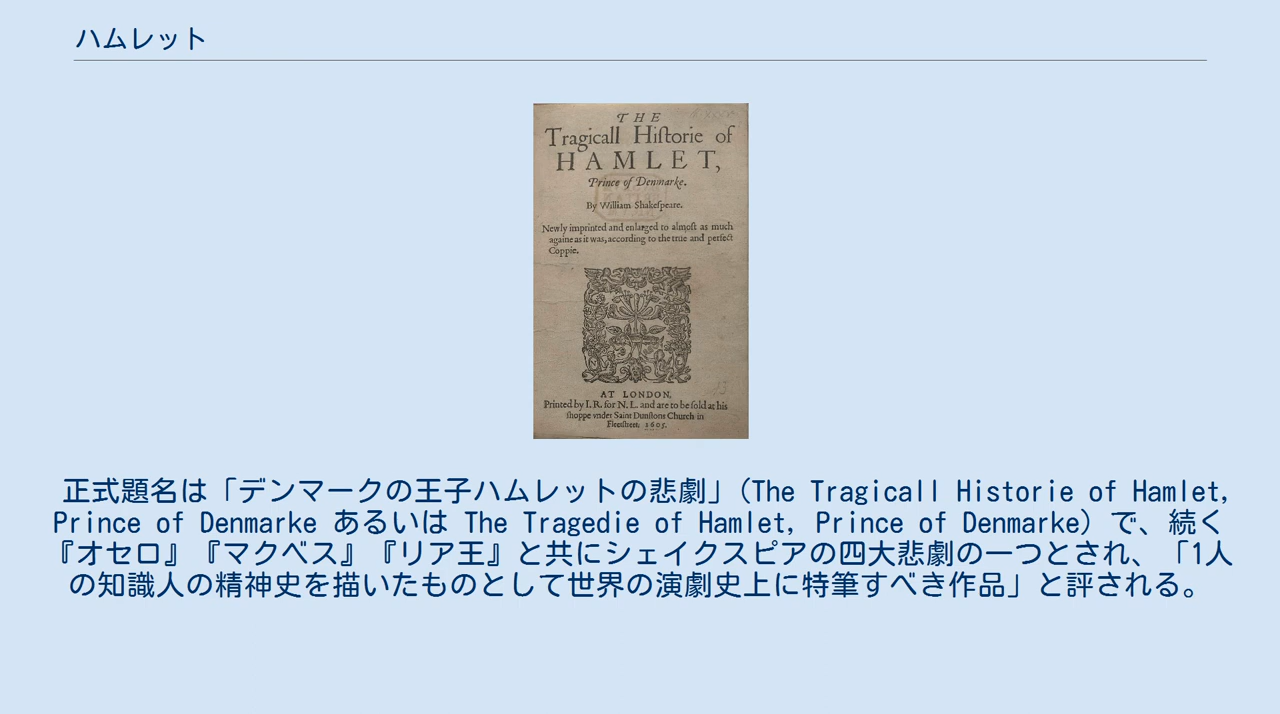 ハムレット
THE
Tragicall Hiſtorie of
HAMLET,
Prince of Denmarke.
By William Shakeſpeare.
Newly imprinted and enlarged to almoſt as much
againe as it was, according to the true and perfect
Coppie.
AT LONDON,
Printed by I. R. for N. L. and are to be ſold at his
ſhoppe vnder Saint Dunſtons Church in
Fleetſtreet. 1605.
正式題名は「デンマークの王子ハムレットの悲劇」(The Tragicall Historie of Hamlet,
Prince of Denmarke あるいは The Tragedie of Hamlet, Prince of Denmarke) で、続く
『オセロ』『マクベス』『リア王』と共にシェイクスピアの四大悲劇の一つとされ、「1人
の知識人の精神史を描いたものとして世界の演劇史上に特筆すべき作品」と評される。